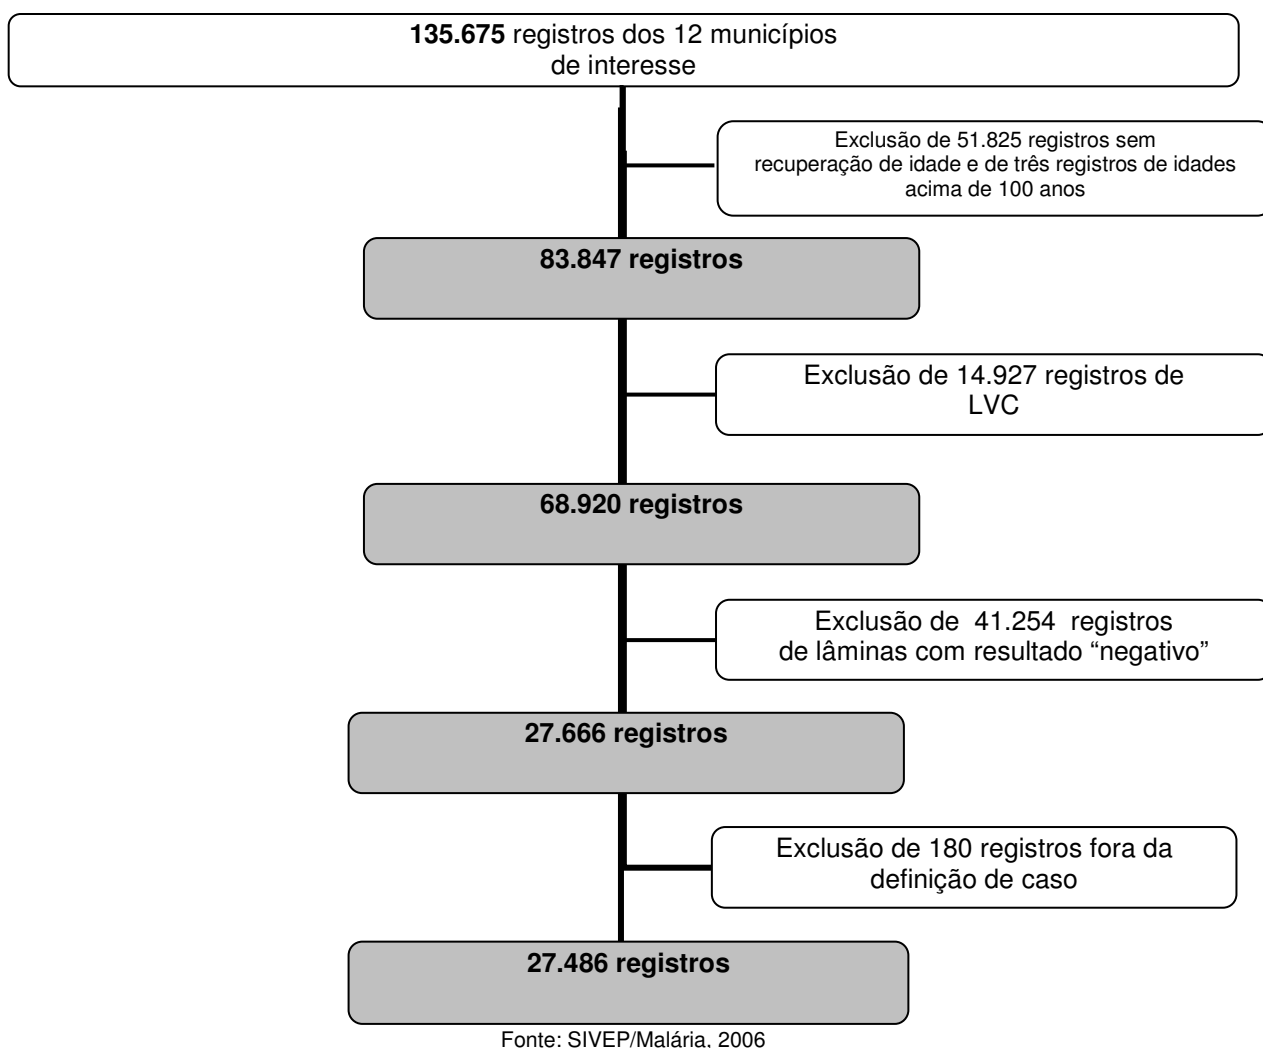 135.675 registros dos 12 municípios
de interesse
Exclusão de 51.825 registros sem
recuperação de idade e de três registros de idades
acima de 100 anos
83.847 registros
Exclusão de 14.927 registros de
LVC
68.920 registros
Exclusão de  41.254  registros
de lâminas com resultado “negativo”
27.666 registros
Exclusão de 180 registros fora da
definição de caso
27.486 registros
Fonte: SIVEP/Malária, 2006